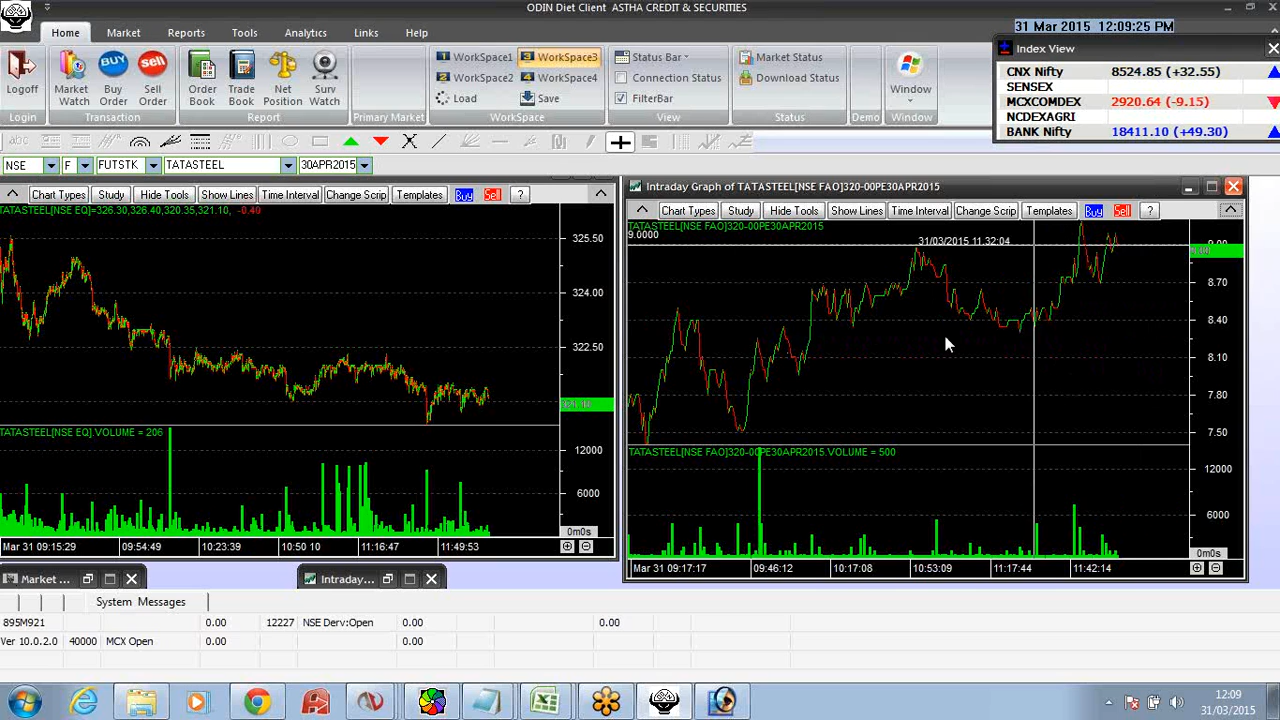 ODIN Diet Client ASTHA CREDIT & SECURITIES
31 Mar 2015 12:09:25 PM
Home Market Reports Tools Analytics Links Help
Index View
CNX Nifty 8524.85 (+32.55)
SENSEX
MCXCOMDEX 2920.64 (-9.15)
NCDEXAGRI
BANK Nifty 18411.10 (+49.30)
BUY sell
WorkSpace1 WorkSpace3 Status Bar Market Status
WorkSpace2 WorkSpace4 Connection Status Download Status
Load Save FilterBar
Logoff Market Watch Buy Order Sell Order Order Book Trade Book Net Position Surv Watch Window
Login Transaction Report Primary Market WorkSpace View Status Demo Window
abc
NSE F FUTSTK TATASTEEL 30APR2015
Chart Types Study Hide Tools Show Lines Time Interval Change Scrip Templates Buy Sell ?
TATASTEEL[NSE EQ]=326.30,326.40,320.35,321.10, -0.40
325.50
324.00
322.50
TATASTEEL[NSE EQ].VOLUME = 206
12000
6000
0m0s
Mar 31 09:15:29 09:54:49 10:23:39 10:50 10 11:16:47 11:49:53
Intraday Graph of TATASTEEL[NSE FAO]320-00PE30APR2015
Chart Types Study Hide Tools Show Lines Time Interval Change Scrip Templates Buy Sell ?
TATASTEEL[NSE FAO]320-00PE30APR2015
9.0000
31/03/2015 11.32:04
9.00
8.70
8.40
8.10
7.80
7.50
TATASTEEL[NSE FAO]320-00PE30APR2015.VOLUME = 500
12000
6000
0m0s
Mar 31 09:17:17 09:46:12 10:17:08 10:53:09 11:17:44 11:42:14
Market ... Intraday...
System Messages
895M921 0.00 12227 NSE Derv:Open 0.00 0.00
Ver 10.0.2.0 40000 MCX Open 0.00 0.00
12:09
31/03/2015